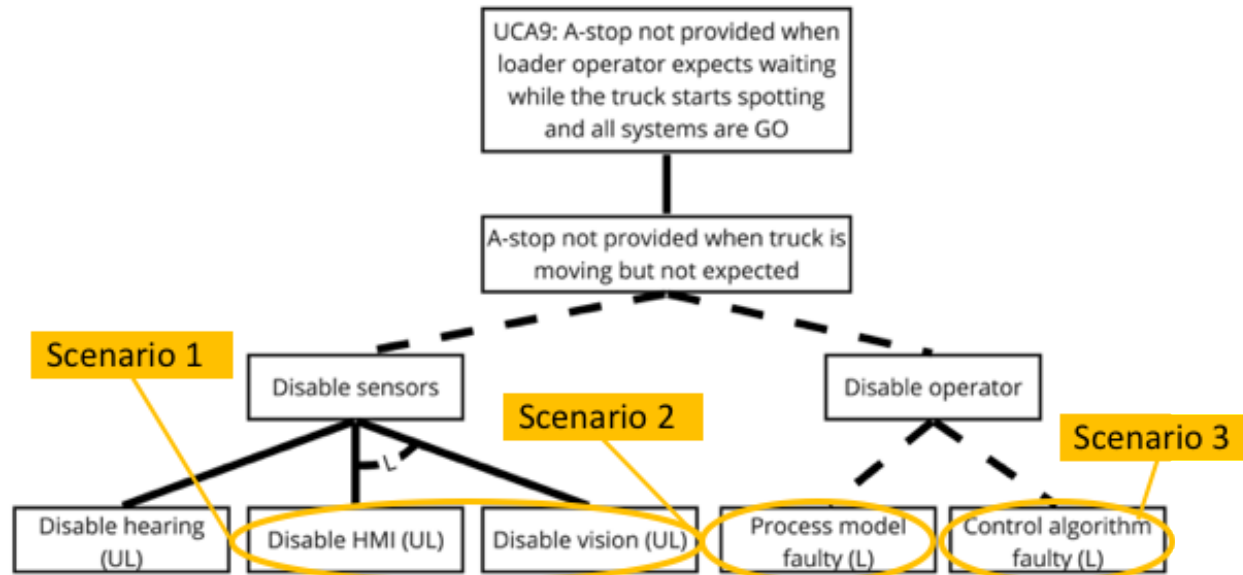 UCA9: A-stop not provided when
loader operator expects waiting
while the truck starts spotting
and all systems are GO
A-stop not provided when truck is
moving but not expected
Scenario 1
Disable sensors
Disable operator
Scenario 2
Scenario 3
L
Disable hearing
(UL)
Disable HMI (UL)
Disable vision (UL)
Process model
faulty (L)
Control algorithm
faulty (L)